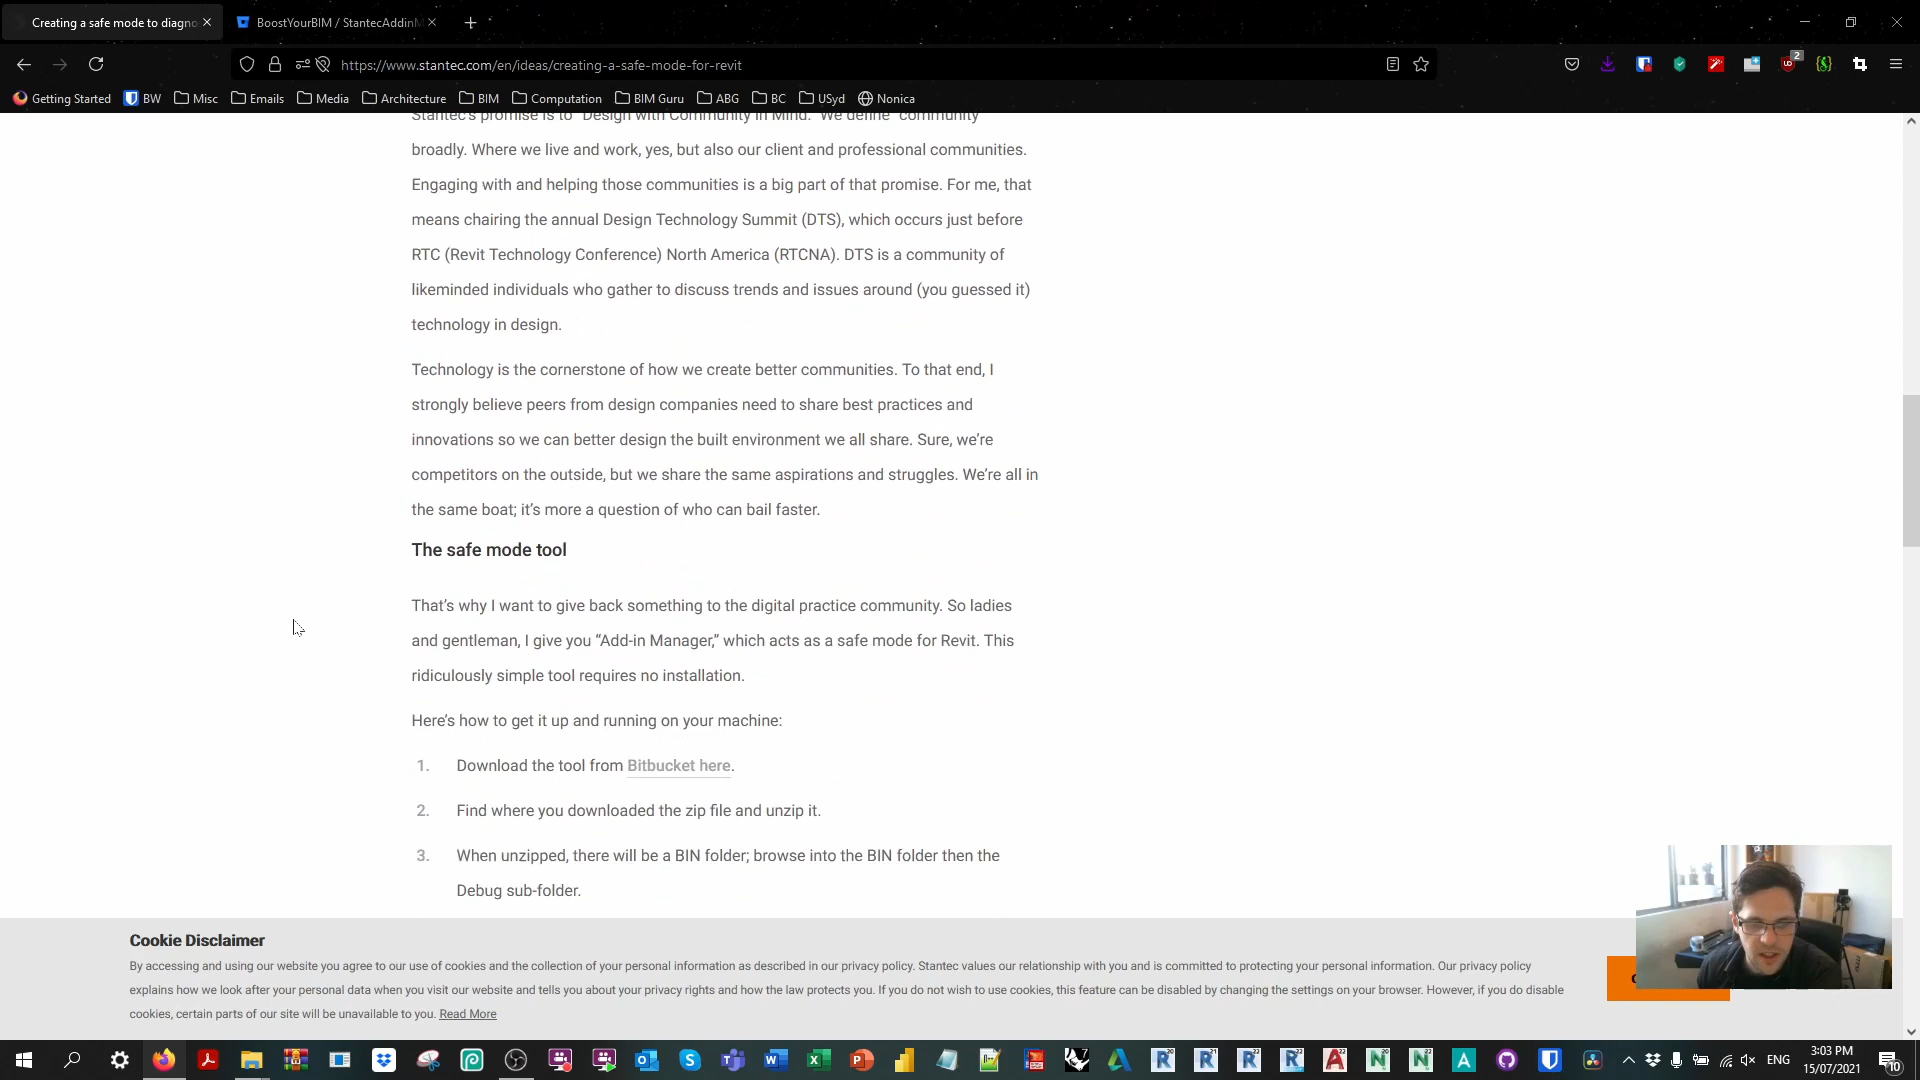 Creating a safe mode to diagno
BoostYourBIM / StantecAddinM
https://www.stantec.com/en/ideas/creating-a-safe-mode-for-revit
2
Getting Started BW Misc Emails Media Architecture BIM Computation BIM Guru ABG BC USyd Nonica
Stantec's promise is to "Design with Community in Mind." We define "community"
broadly. Where we live and work, yes, but also our client and professional communities.
Engaging with and helping those communities is a big part of that promise. For me, that
means chairing the annual Design Technology Summit (DTS), which occurs just before
RTC (Revit Technology Conference) North America (RTCNA). DTS is a community of
likeminded individuals who gather to discuss trends and issues around (you guessed it)
technology in design.
Technology is the cornerstone of how we create better communities. To that end, I
strongly believe peers from design companies need to share best practices and
innovations so we can better design the built environment we all share. Sure, we're
competitors on the outside, but we share the same aspirations and struggles. We're all in
the same boat; it's more a question of who can bail faster.
The safe mode tool
That's why I want to give back something to the digital practice community. So ladies
and gentleman, I give you “Add-in Manager,” which acts as a safe mode for Revit. This
ridiculously simple tool requires no installation.
Here's how to get it up and running on your machine:
1. Download the tool from Bitbucket here.
2. Find where you downloaded the zip file and unzip it.
3. When unzipped, there will be a BIN folder; browse into the BIN folder then the
Debug sub-folder.
Cookie Disclaimer
By accessing and using our website you agree to our use of cookies and the collection of your personal information as described in our privacy policy. Stantec values our relationship with you and is committed to protecting your personal information. Our privacy policy
explains how we look after your personal data when you visit our website and tells you about your privacy rights and how the law protects you. If you do not wish to use cookies, this feature can be disabled by changing the settings on your browser. However, if you do disable
cookies, certain parts of our site will be unavailable to you. Read More
ENG
3:03 PM
15/07/2021
10